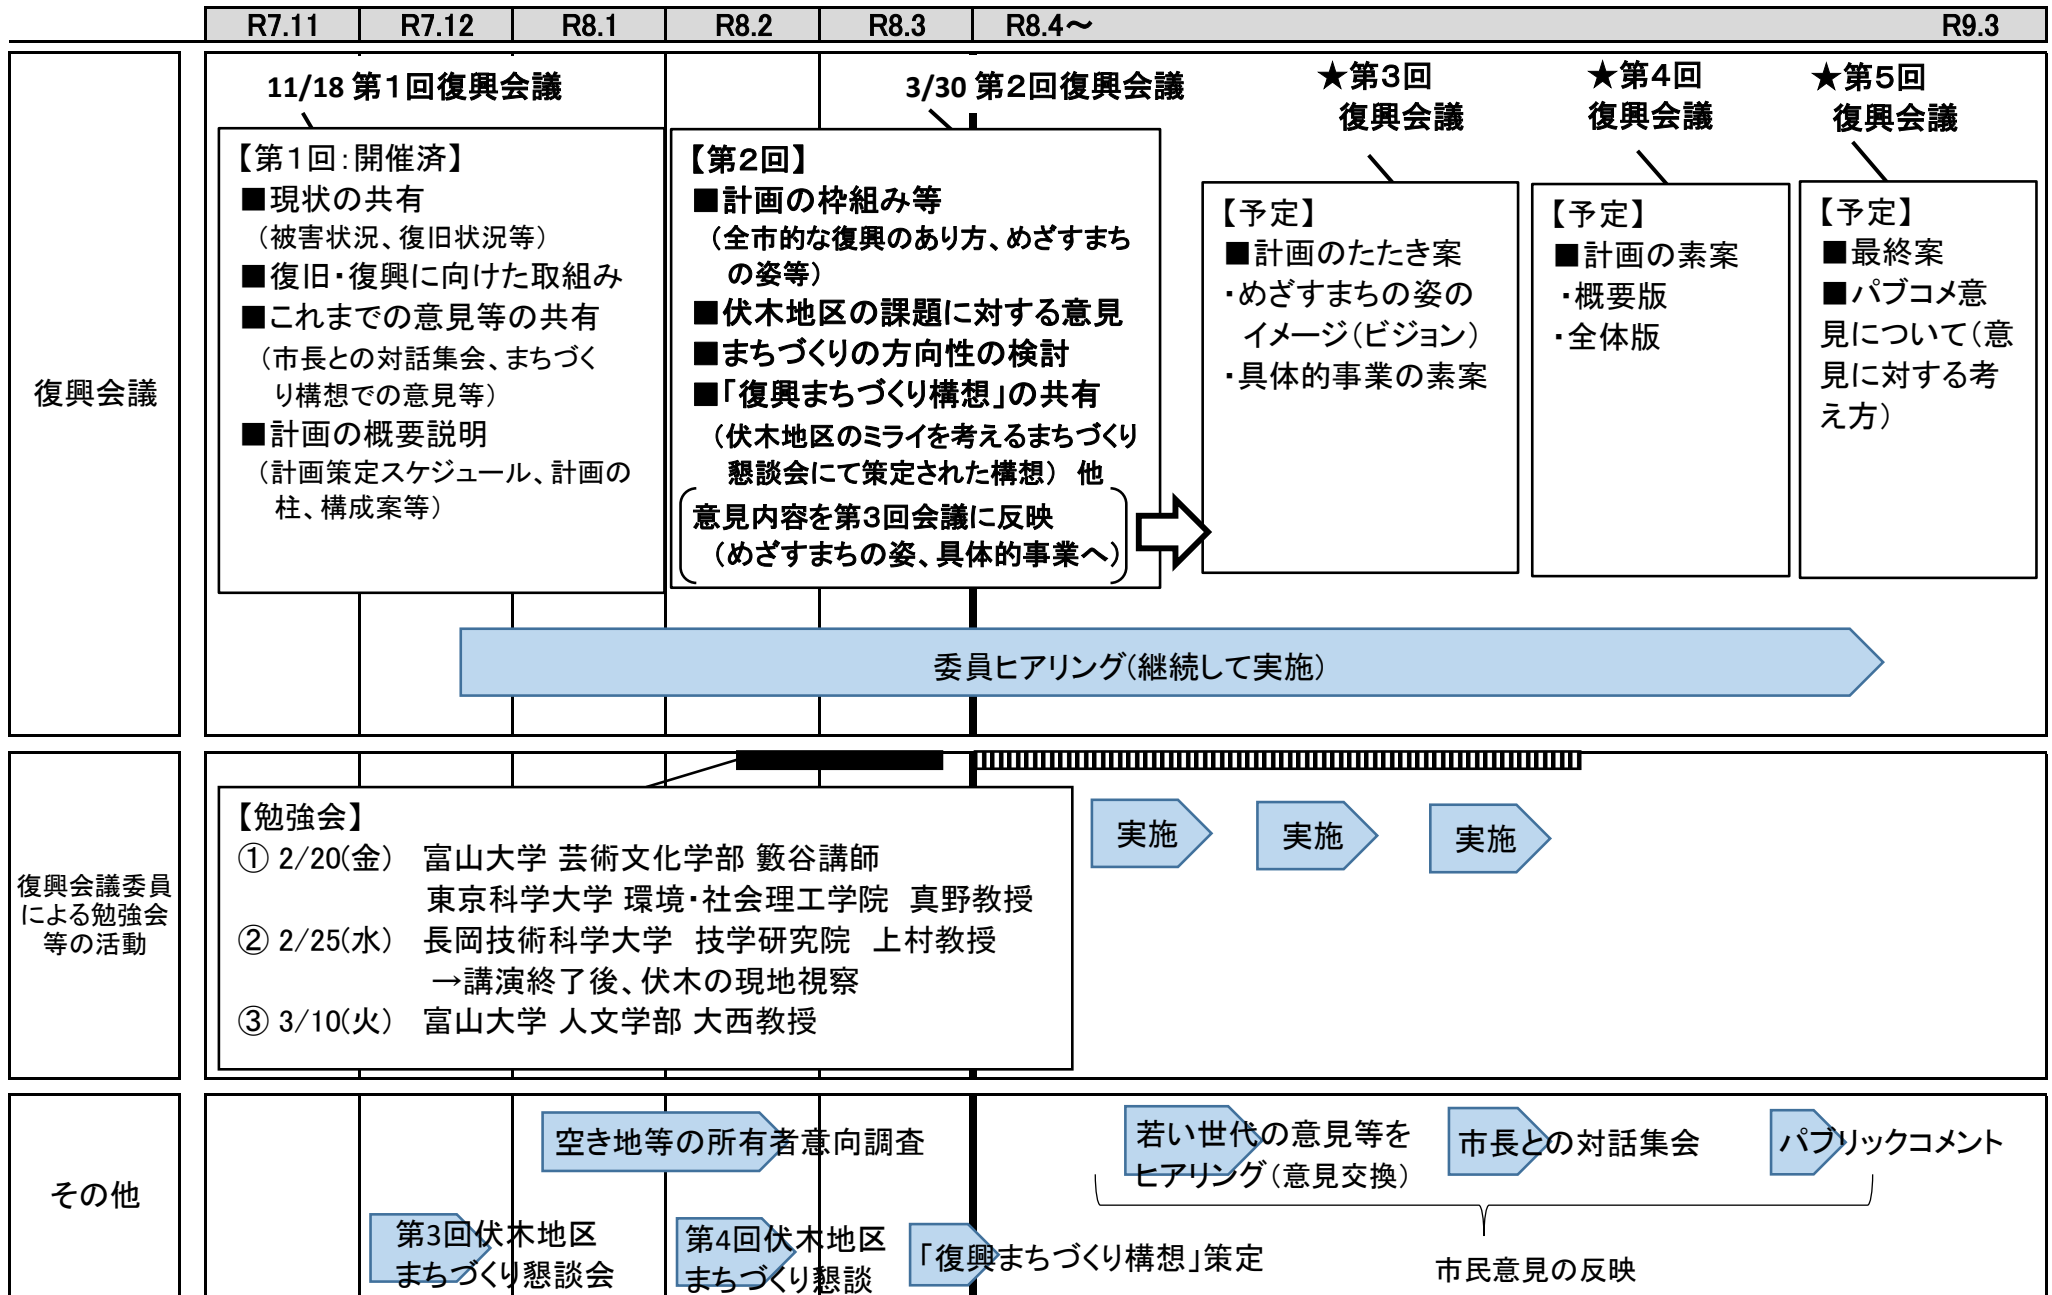 R7.11 R7.12 R8.1 R8.2 R8.3 R8.4～ R9.3
復興会議
11/18 第１回復興会議
【第１回：開催済】
■現状の共有
（被害状況、復旧状況等）
■復旧・復興に向けた取組み
■これまでの意見等の共有
（市長との対話集会、まちづく
り構想での意見等）
■計画の概要説明
（計画策定スケジュール、計画の
柱、構成案等）
3/30 第２回復興会議
【第２回】
■計画の枠組み等
（全市的な復興のあり方、めざすまち
の姿等）
■伏木地区の課題に対する意見
■まちづくりの方向性の検討
■「復興まちづくり構想」の共有
（伏木地区のミライを考えるまちづくり
懇談会にて策定された構想） 他
意見内容を第３回会議に反映
（めざすまちの姿、具体的事業へ）
★第３回
復興会議
【予定】
■計画のたたき案
・めざすまちの姿の
イメージ（ビジョン）
・具体的事業の素案
★第４回
復興会議
【予定】
■計画の素案
・概要版
・全体版
★第５回
復興会議
【予定】
■最終案
■パブコメ意
見について（意
見に対する考
え方）
委員ヒアリング（継続して実施）
復興会議委員
による勉強会
等の活動
【勉強会】
① 2/20(金) 富山大学 芸術文化学部 籔谷講師
東京科学大学 環境・社会理工学院 真野教授
② 2/25(水) 長岡技術科学大学 技学研究院 上村教授
→講演終了後、伏木の現地視察
③ 3/10(火) 富山大学 人文学部 大西教授
実施 実施 実施
その他
空き地等の所有者意向調査
第3回伏木地区
まちづくり懇談会
第4回伏木地区
まちづくり懇談
「復興まちづくり構想」策定
若い世代の意見等を
ヒアリング（意見交換）
市長との対話集会
パブリックコメント
市民意見の反映